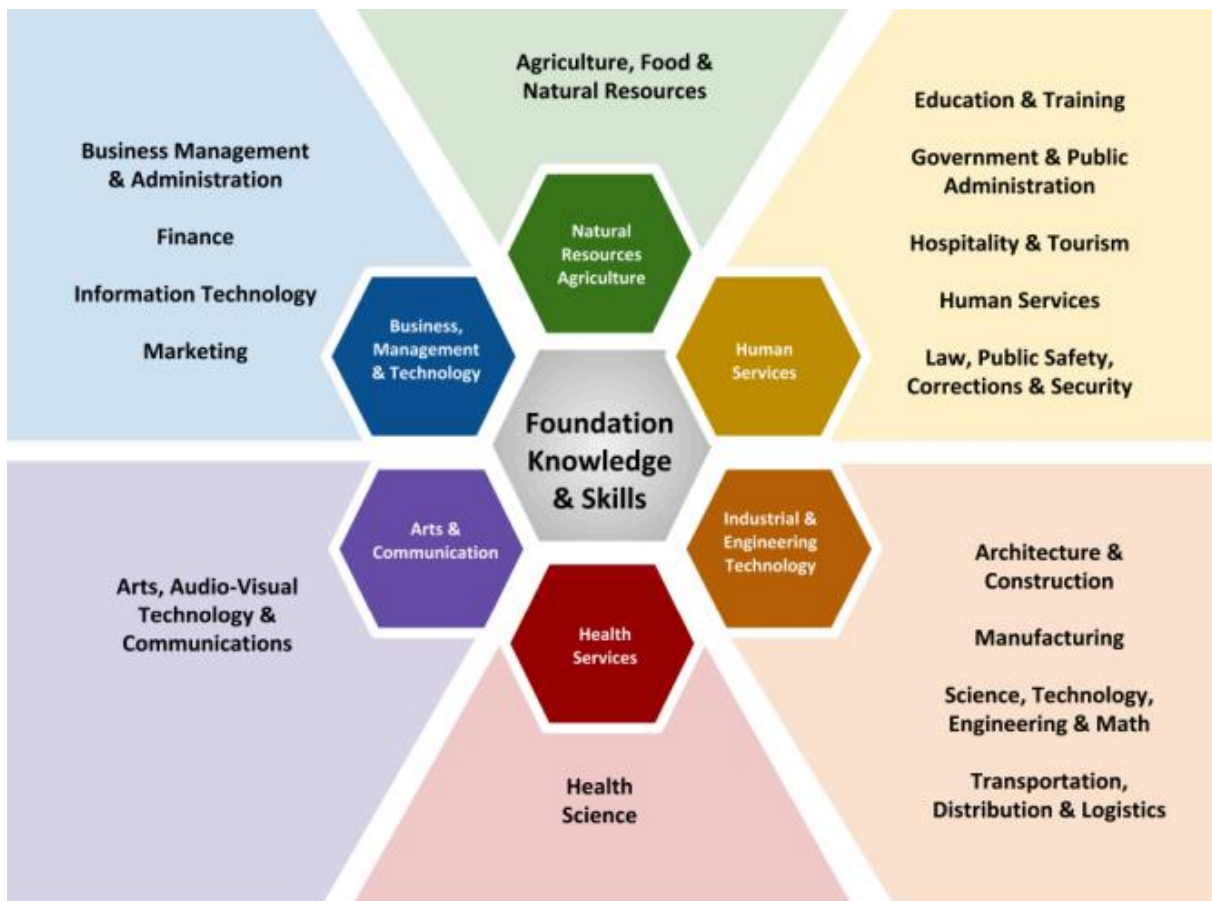 Agriculture, Food &
Natural Resources
Education & Training
Government & Public
Administration
Hospitality & Tourism
Human Services
Law, Public Safety,
Corrections & Security
Business Management
& Administration
Finance
Information Technology
Marketing
Natural
Resources
Agriculture
Business,
Management
& Technology
Human
Services
Foundation
Knowledge
& Skills
Arts &
Communication
Industrial &
Engineering
Technology
Health
Services
Arts, Audio-Visual
Technology &
Communications
Architecture &
Construction
Manufacturing
Science, Technology,
Engineering & Math
Transportation,
Distribution & Logistics
Health
Science